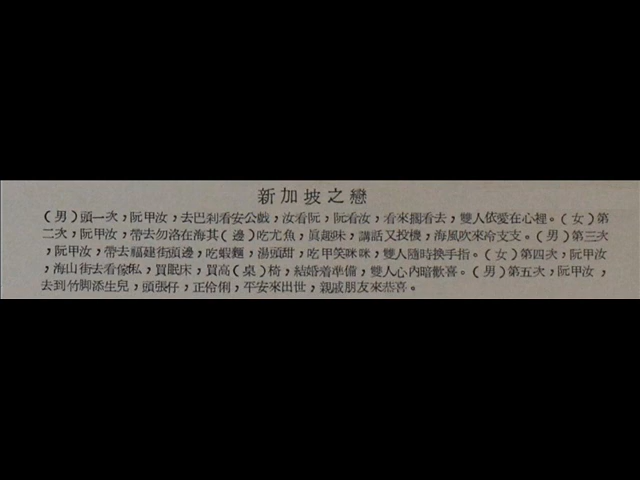 新加坡之戀
(男)頭一次，阮甲汝，去巴刹看安公戲，汝看阮，阮看汝，看來擱看去，雙人依愛在心裡。(女)第
二次，阮甲汝，帶去勿洛在海其(邊)吃尤魚，眞趣味，講話又投機，海風吹來冷支支。(男)第三次
，阮甲汝，帶去福建街頭邊，吃蝦麵，湯頭甜，吃甲笑咪咪，雙人隨時換手指。(女)第四次，阮甲汝
，海山街去看傢私，買眠床，買高(桌)椅，結婚着準備，雙人心內暗歡喜。(男)第五次，阮甲汝，
去到竹脚添生兒，頭張仔，正伶俐，平安來出世，親戚朋友來恭喜。